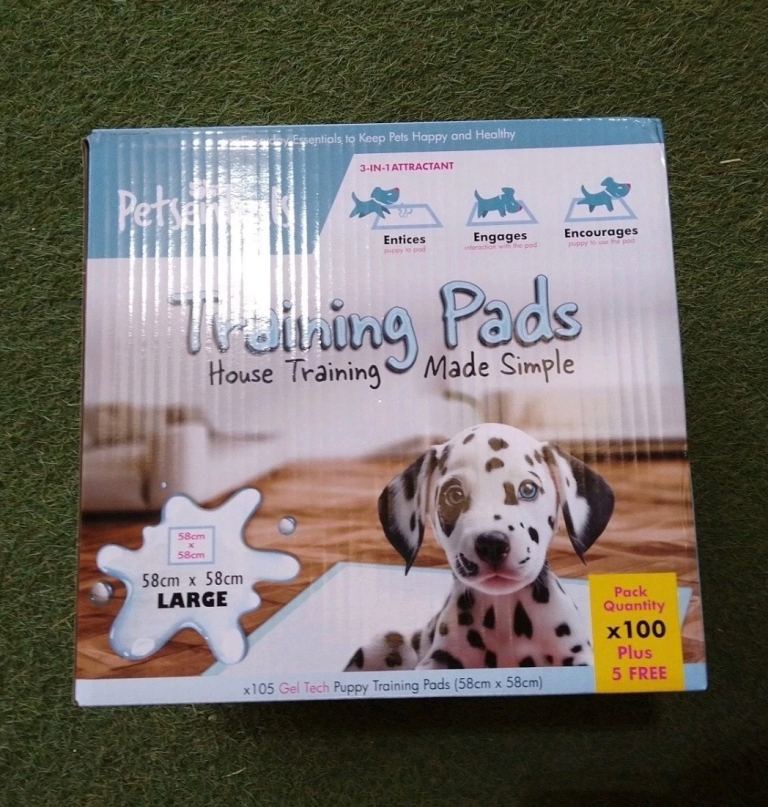 Everyday Essentials to Keep Pets Happy and Healthy
3-IN-1 ATTRACTANT
Entices
puppy to pad
Engages
interaction with the pad
Encourages
puppy to use the pad
Training Pads
House Training Made Simple
58cm
x
58cm
58cm x 58cm
LARGE
Pack
Quantity
x100
Plus
5 FREE
x105 Gel Tech Puppy Training Pads (58cm x 58cm)